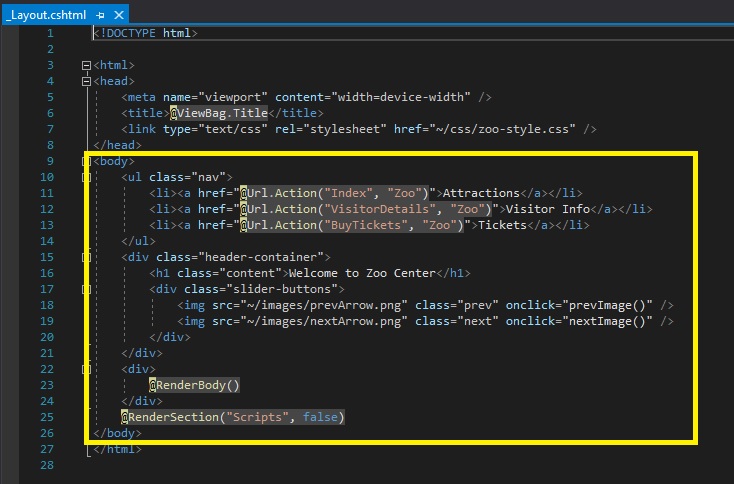 _Layout.cshtml
1 <!DOCTYPE html>
2
3 <html>
4 <head>
5 <meta name="viewport" content="width=device-width" />
6 <title>@ViewBag.Title</title>
7 <link type="text/css" rel="stylesheet" href="~/css/zoo-style.css" />
8 </head>
9 <body>
10 <ul class="nav">
11 <li><a href="@Url.Action("Index", "Zoo")">Attractions</a></li>
12 <li><a href="@Url.Action("VisitorDetails", "Zoo")">Visitor Info</a></li>
13 <li><a href="@Url.Action("BuyTickets", "Zoo")">Tickets</a></li>
14 </ul>
15 <div class="header-container">
16 <h1 class="content">Welcome to Zoo Center</h1>
17 <div class="slider-buttons">
18 <img src="~/images/prevArrow.png" class="prev" onclick="prevImage()" />
19 <img src="~/images/nextArrow.png" class="next" onclick="nextImage()" />
20 </div>
21 </div>
22 <div>
23 @RenderBody()
24 </div>
25 @RenderSection("Scripts", false)
26 </body>
27 </html>
28